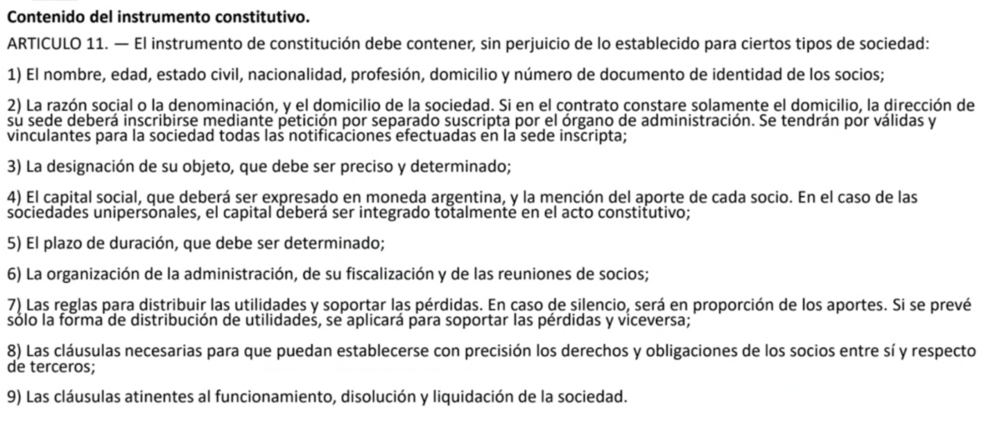 Contenido del instrumento constitutivo.
ARTICULO 11. — El instrumento de constitución debe contener, sin perjuicio de lo establecido para ciertos tipos de sociedad:
1) El nombre, edad, estado civil, nacionalidad, profesión, domicilio y número de documento de identidad de los socios;
2) La razón social o la denominación, y el domicilio de la sociedad. Si en el contrato constare solamente el domicilio, la dirección de
su sede deberá inscribirse mediante petición por separado suscripta por el órgano de administración. Se tendrán por válidas y
vinculantes para la sociedad todas las notificaciones efectuadas en la sede inscripta;
3) La designación de su objeto, que debe ser preciso y determinado;
4) El capital social, que deberá ser expresado en moneda argentina, y la mención del aporte de cada socio. En el caso de las
sociedades unipersonales, el capital deberá ser integrado totalmente en el acto constitutivo;
5) El plazo de duración, que debe ser determinado;
6) La organización de la administración, de su fiscalización y de las reuniones de socios;
7) Las reglas para distribuir las utilidades y soportar las pérdidas. En caso de silencio, será en proporción de los aportes. Si se prevé
sólo la forma de distribución de utilidades, se aplicará para soportar las pérdidas y viceversa;
8) Las cláusulas necesarias para que puedan establecerse con precisión los derechos y obligaciones de los socios entre sí y respecto
de terceros;
9) Las cláusulas atinentes al funcionamiento, disolución y liquidación de la sociedad.